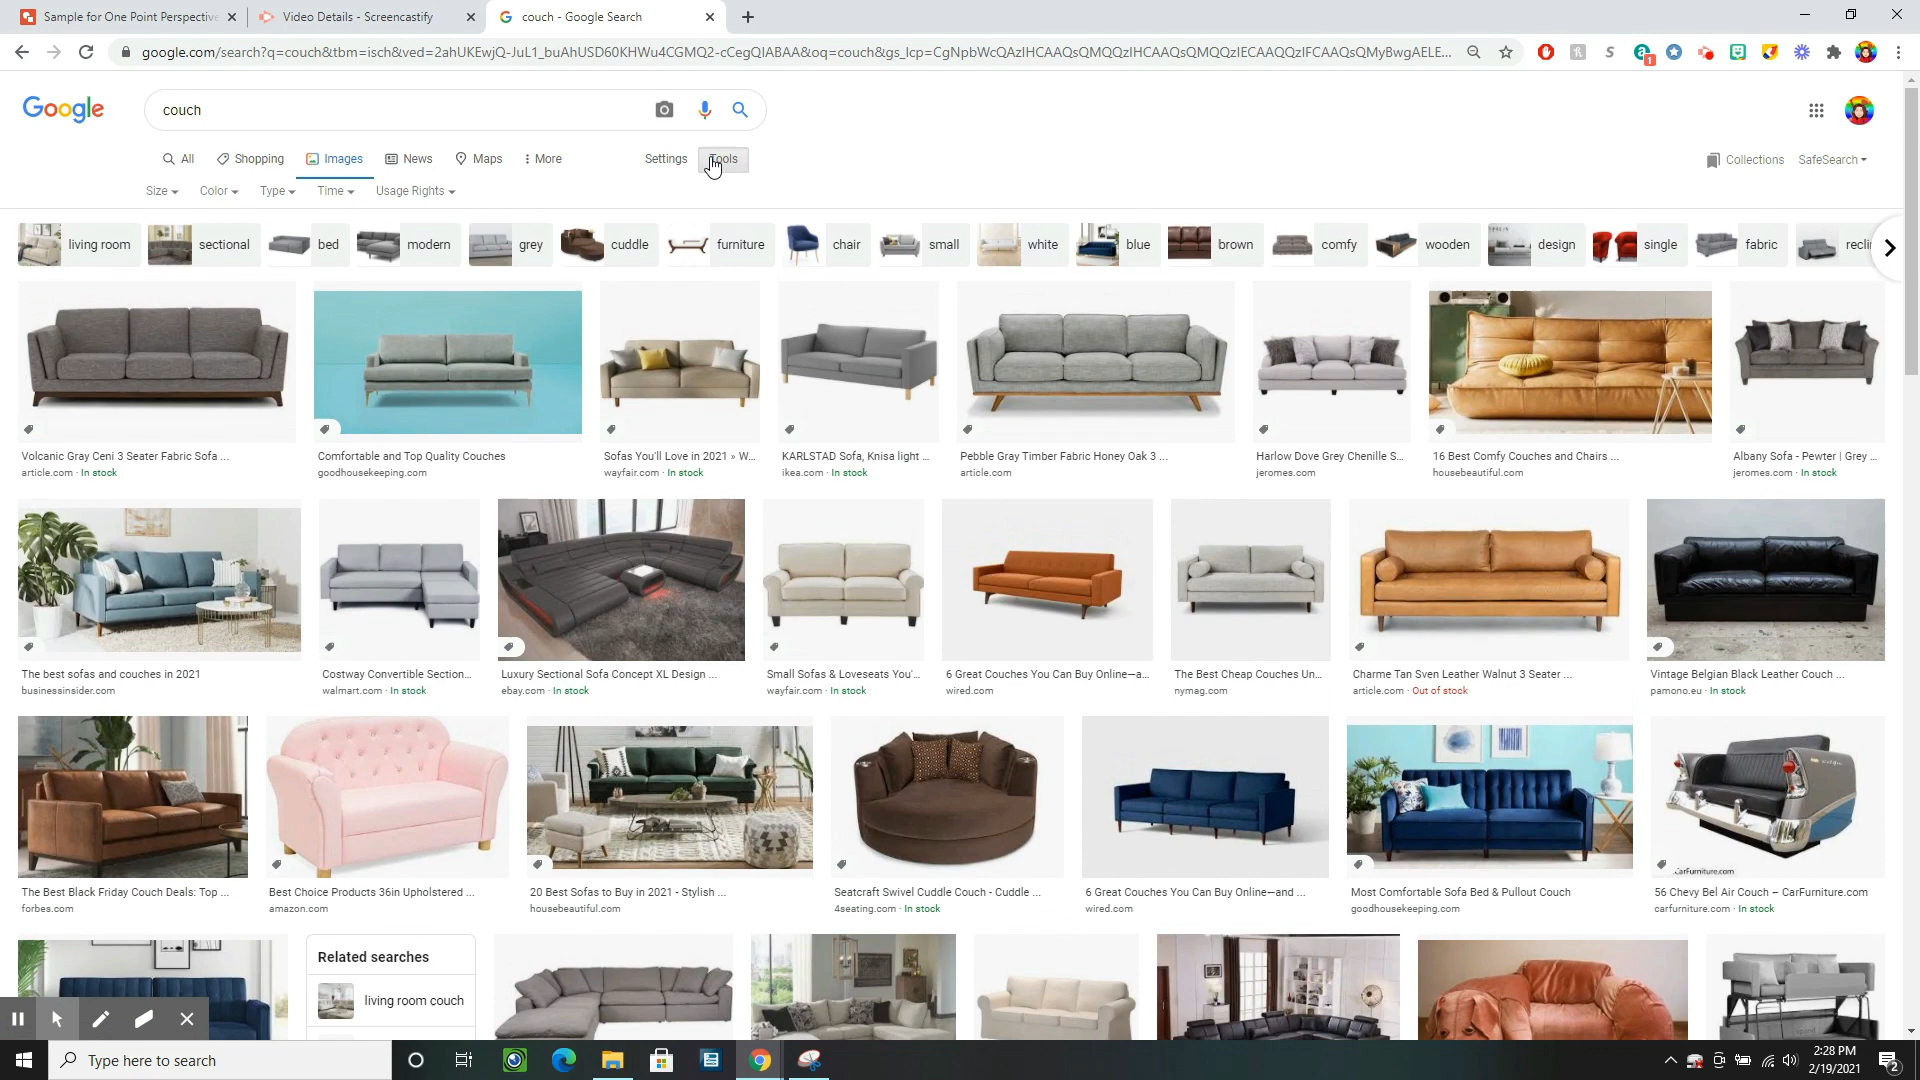 Sample for One Point Perspective
Video Details - Screencastify
couch - Google Search
google.com/search?q=couch&tbm=isch&ved=2ahUKEwjQ-JuL1_buAhUSD60KHWu4CGMQ2-cCegQIABAA&oq=couch&gs_lcp=CgNpbWcQAzIHCAAQsQMQQzIHCAAQsQMQQzIECAAQQzIFCAAQsQMyBwgAELE...
Google
couch
All Shopping Images News Maps More Settings Tools
Collections SafeSearch
Size Color Type Time Usage Rights
living room sectional bed modern grey cuddle furniture chair small white blue brown comfy wooden design single fabric recli
Volcanic Gray Ceni 3 Seater Fabric Sofa ...
article.com · In stock
Comfortable and Top Quality Couches
goodhousekeeping.com
Sofas You'll Love in 2021 » W...
wayfair.com · In stock
KARLSTAD Sofa, Knisa light ...
ikea.com · In stock
Pebble Gray Timber Fabric Honey Oak 3 ...
article.com
Harlow Dove Grey Chenille S...
jeromes.com
16 Best Comfy Couches and Chairs ...
housebeautiful.com
Albany Sofa - Pewter | Grey ...
jeromes.com · In stock
The best sofas and couches in 2021
businessinsider.com
Costway Convertible Section...
walmart.com · In stock
Luxury Sectional Sofa Concept XL Design ...
ebay.com · In stock
Small Sofas & Loveseats You'...
wayfair.com · In stock
6 Great Couches You Can Buy Online—a...
wired.com
The Best Cheap Couches Un...
nymag.com
Charme Tan Sven Leather Walnut 3 Seater ...
article.com · Out of stock
Vintage Belgian Black Leather Couch ...
pamono.eu · In stock
CarFurniture.com
The Best Black Friday Couch Deals: Top ...
forbes.com
Best Choice Products 36in Upholstered ...
amazon.com
20 Best Sofas to Buy in 2021 - Stylish ...
housebeautiful.com
Seatcraft Swivel Cuddle Couch - Cuddle ...
4seating.com · In stock
6 Great Couches You Can Buy Online—and ...
wired.com
Most Comfortable Sofa Bed & Pullout Couch
goodhousekeeping.com
56 Chevy Bel Air Couch – CarFurniture.com
carfurniture.com · In stock
Related searches
living room couch
Type here to search
2:28 PM
2/19/2021
2